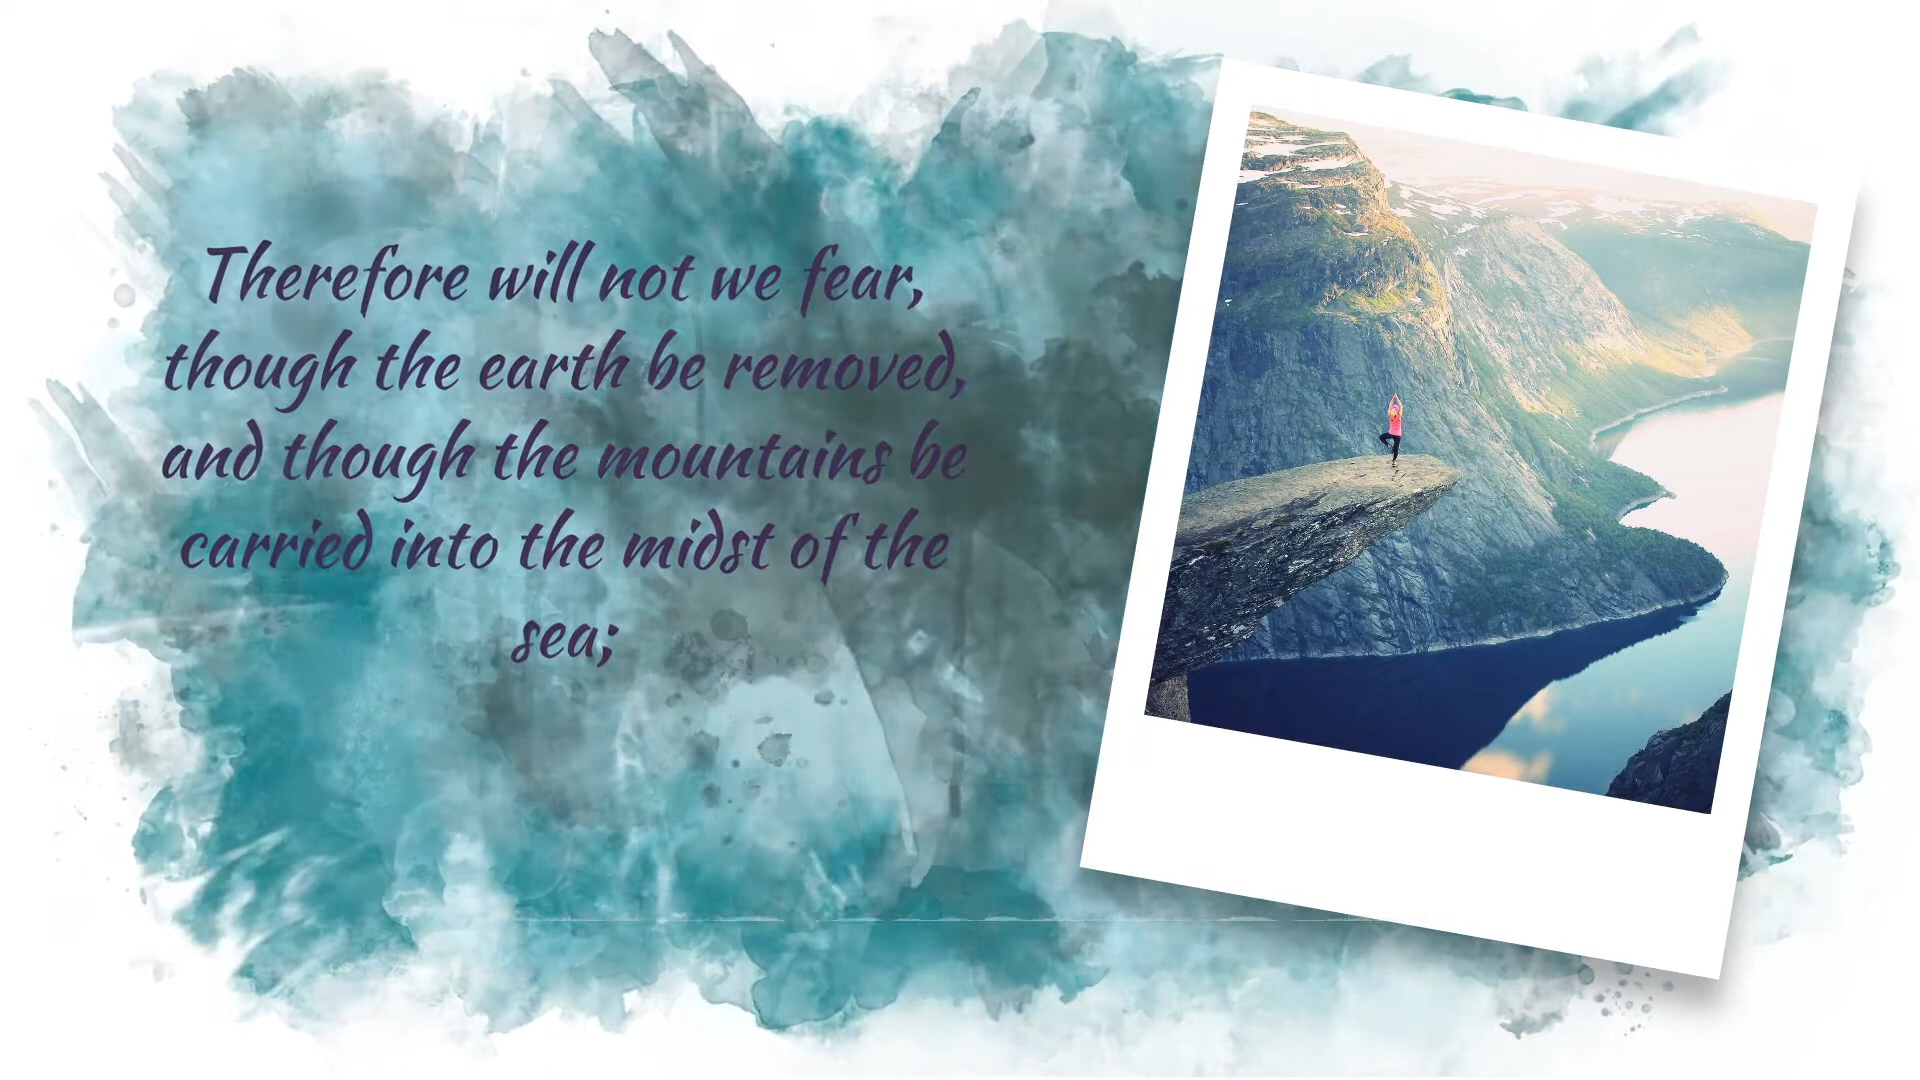 Therefore will not we fear,
though the earth be removed,
and though the mountains be
carried into the midst of the
sea;